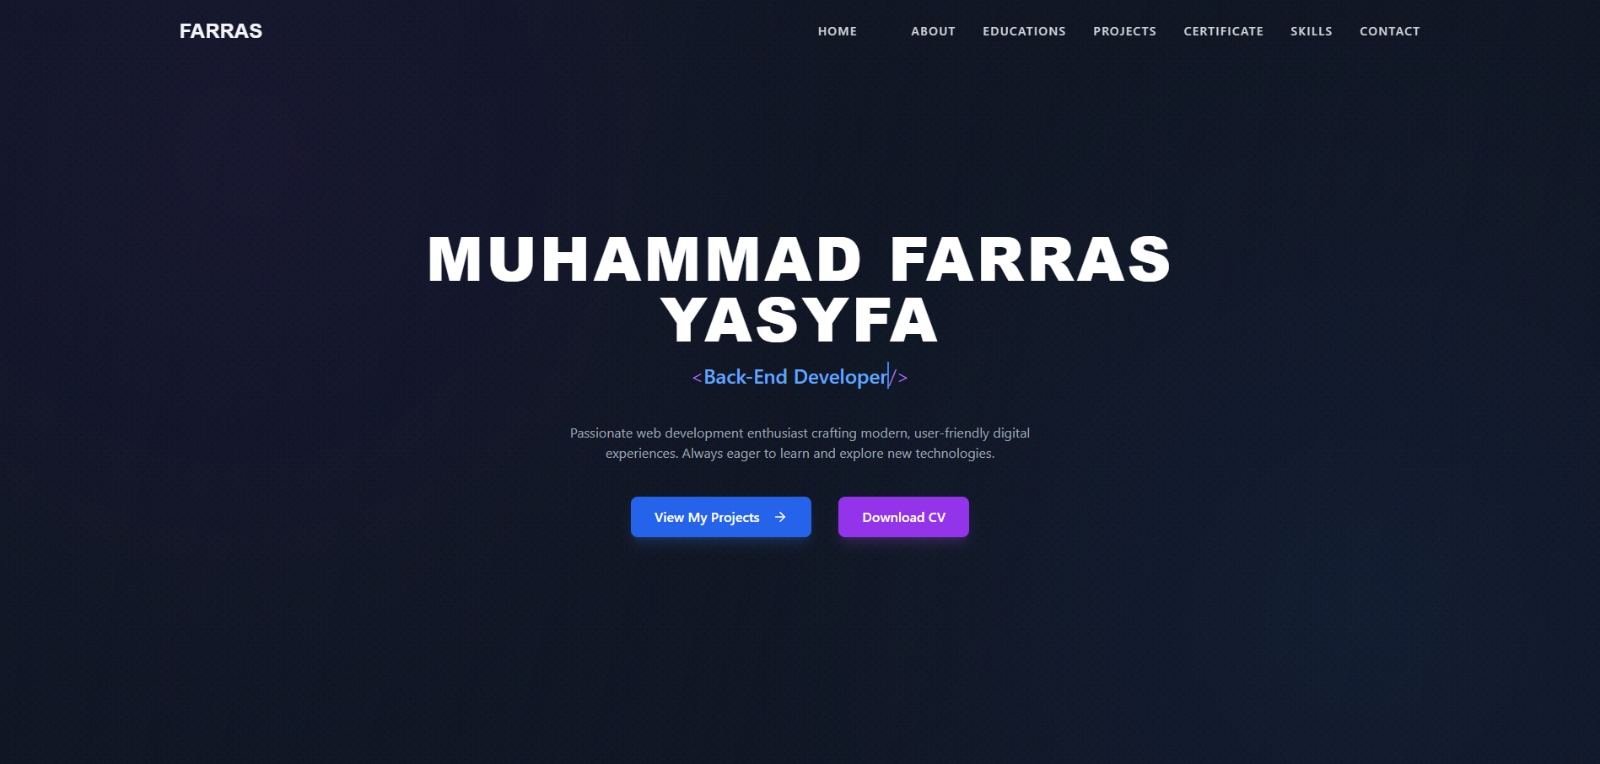 FARRAS
HOME ABOUT EDUCATIONS PROJECTS CERTIFICATE SKILLS CONTACT
MUHAMMAD FARRAS
YASYFA
<Back-End Developer/>
Passionate web development enthusiast crafting modern, user-friendly digital
experiences. Always eager to learn and explore new technologies.
View My Projects → Download CV